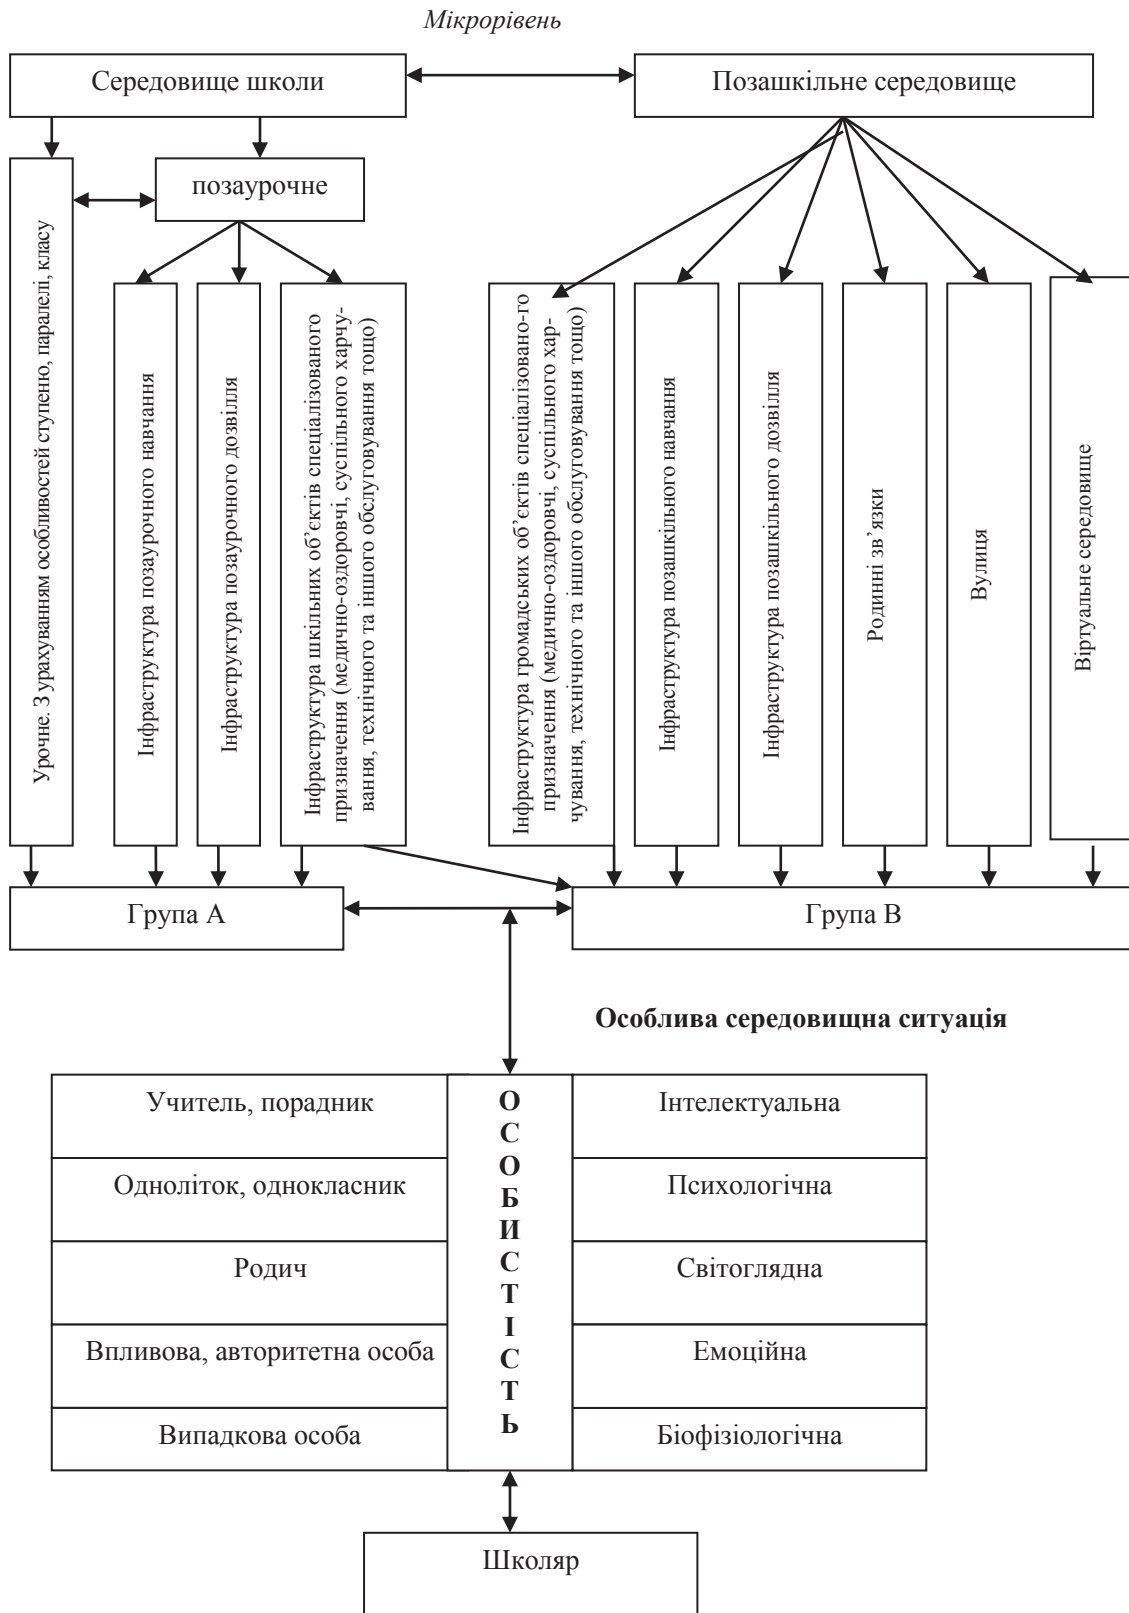 Мікрорівень
Середовище школи
Позашкільне середовище
позаурочне
Урочне. З урахуванням особливостей ступеню, паралелі, класу
Інфраструктура позаурочного навчання
Інфраструктура позаурочного дозвілля
Інфраструктура шкільних об’єктів спеціалізованого
призначення (медично-оздоровчі, суспільного харчу-
вання, технічного та іншого обслуговування тощо)
Інфраструктура громадських об’єктів спеціалізовано-го
призначення (медично-оздоровчі, суспільного хар-
чування, технічного та іншого обслуговування тощо)
Інфраструктура позашкільного навчання
Інфраструктура позашкільного дозвілля
Родинні зв’язки
Вулиця
Віртуальне середовище
Група А
Група В
Особлива середовищна ситуація
Учитель, порадник
Одноліток, однокласник
Родич
Впливова, авторитетна особа
Випадкова особа
О
С
О
Б
И
С
Т
І
С
Т
Ь
Інтелектуальна
Психологічна
Світоглядна
Емоційна
Біофізіологічна
Школяр